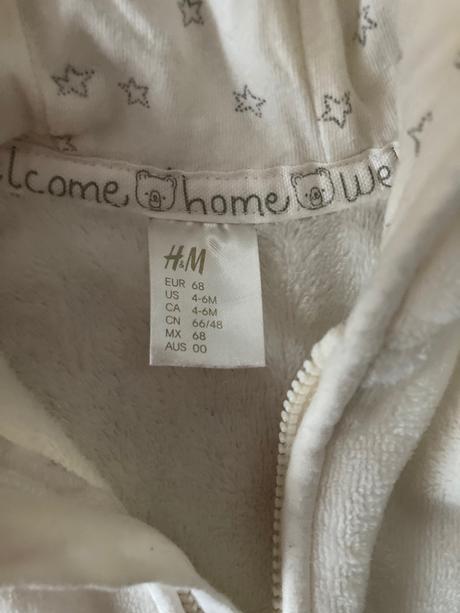 lcome home We
H&M
EUR 68
US 4-6M
CA 4-6M
CN 66/48
MX 68
AUS 00